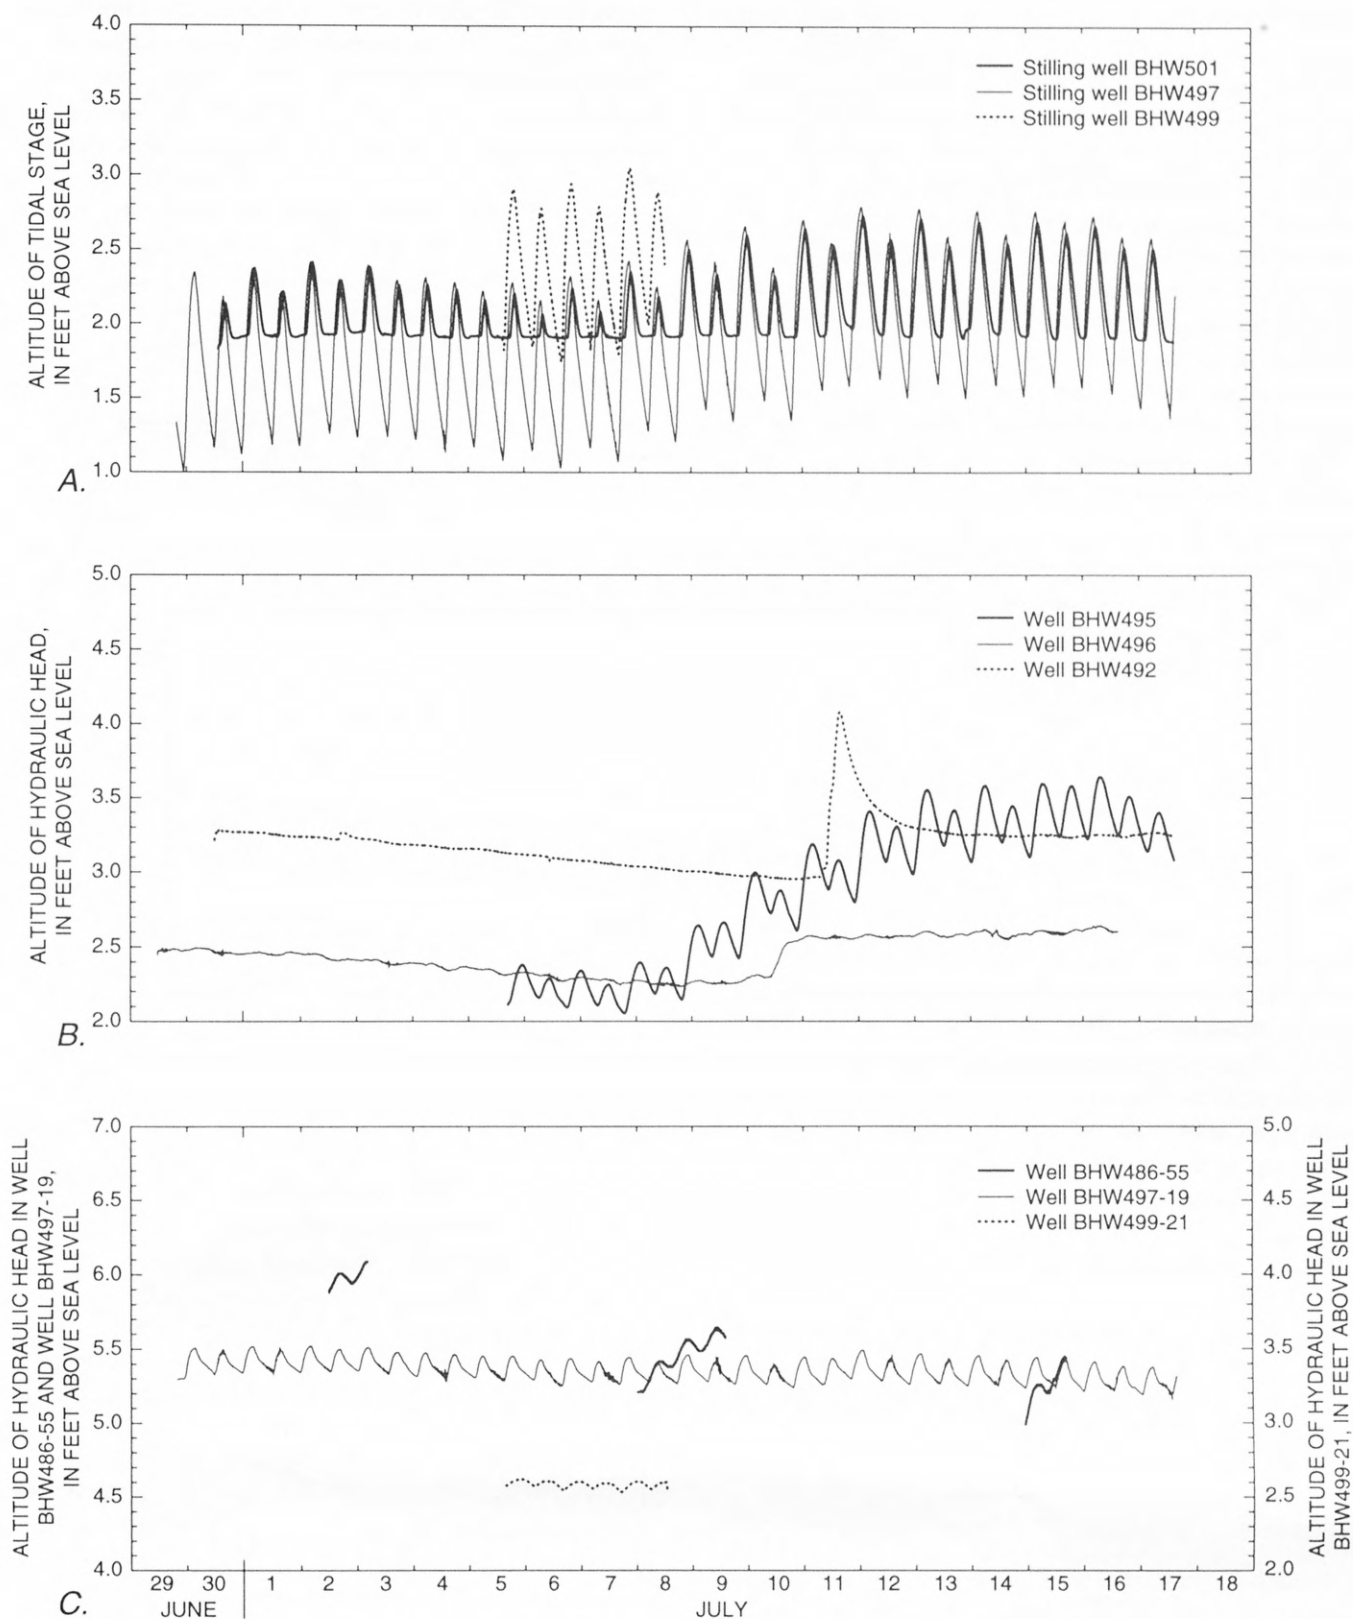 4.0
3.5
3.0
2.5
2.0
1.5
1.0
ALTITUDE OF TIDAL STAGE,
IN FEET ABOVE SEA LEVEL
Stilling well BHW501
Stilling well BHW497
Stilling well BHW499
A.
5.0
4.5
4.0
3.5
3.0
2.5
2.0
ALTITUDE OF HYDRAULIC HEAD,
IN FEET ABOVE SEA LEVEL
Well BHW495
Well BHW496
Well BHW492
B.
7.0
6.5
6.0
5.5
5.0
4.5
4.0
ALTITUDE OF HYDRAULIC HEAD IN WELL
BHW486-55 AND WELL BHW497-19,
IN FEET ABOVE SEA LEVEL
Well BHW486-55
Well BHW497-19
Well BHW499-21
5.0
4.5
4.0
3.5
3.0
2.5
2.0
ALTITUDE OF HYDRAULIC HEAD IN WELL
BHW499-21, IN FEET ABOVE SEA LEVEL
29 30 1 2 3 4 5 6 7 8 9 10 11 12 13 14 15 16 17 18
C.
JUNE JULY